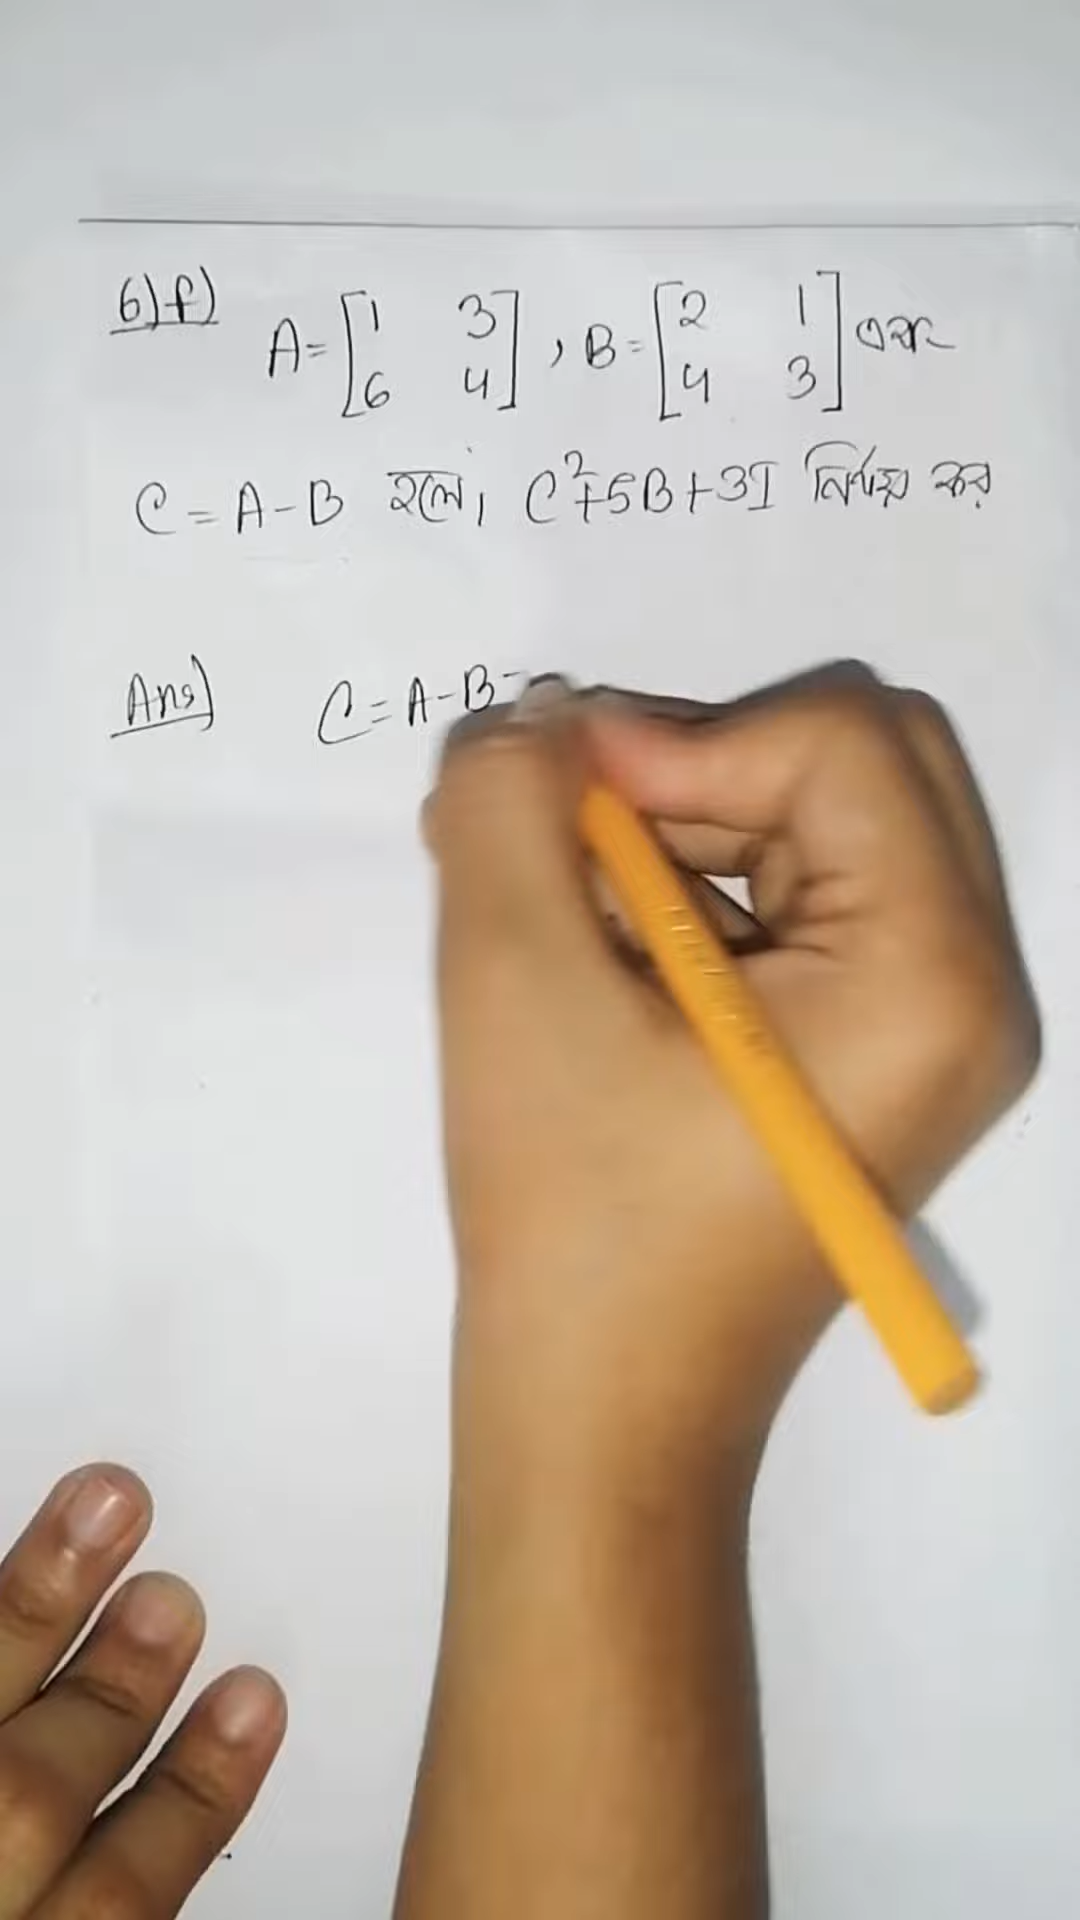 6)f) A = [1 3 6 4], B = [2 1 4 3] এবং
C = A - B হলে, C²+5B+3I নির্ণয় কর
Ans) C = A - B =